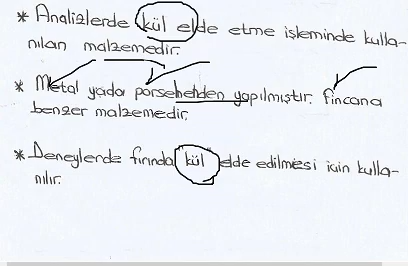 * Analizlerde kül elde etme işleminde kulla-
nılan malzemedir.
* Metal yada porselenden yapılmıştır. fincana
benzer malzemedir.
* Deneylerde fırında kül elde edilmesi için kulla-
nılır.